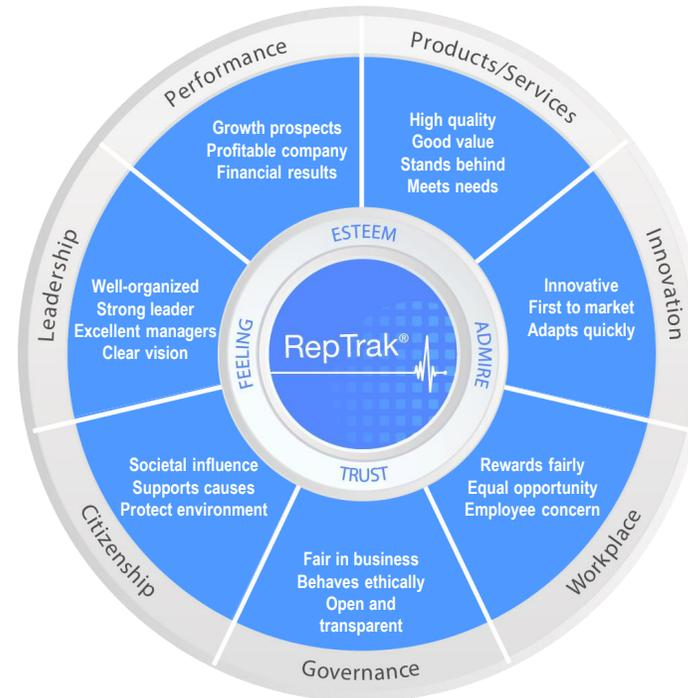 Performance
Growth prospects
Profitable company
Financial results
Products/Services
High quality
Good value
Stands behind
Meets needs
Innovation
Innovative
First to market
Adapts quickly
Workplace
Rewards fairly
Equal opportunity
Employee concern
Governance
Fair in business
Behaves ethically
Open and
transparent
Citizenship
Societal influence
Supports causes
Protect environment
Leadership
Well-organized
Strong leader
Excellent managers
Clear vision
ESTEEM
ADMIRE
TRUST
FEELING
RepTrak®